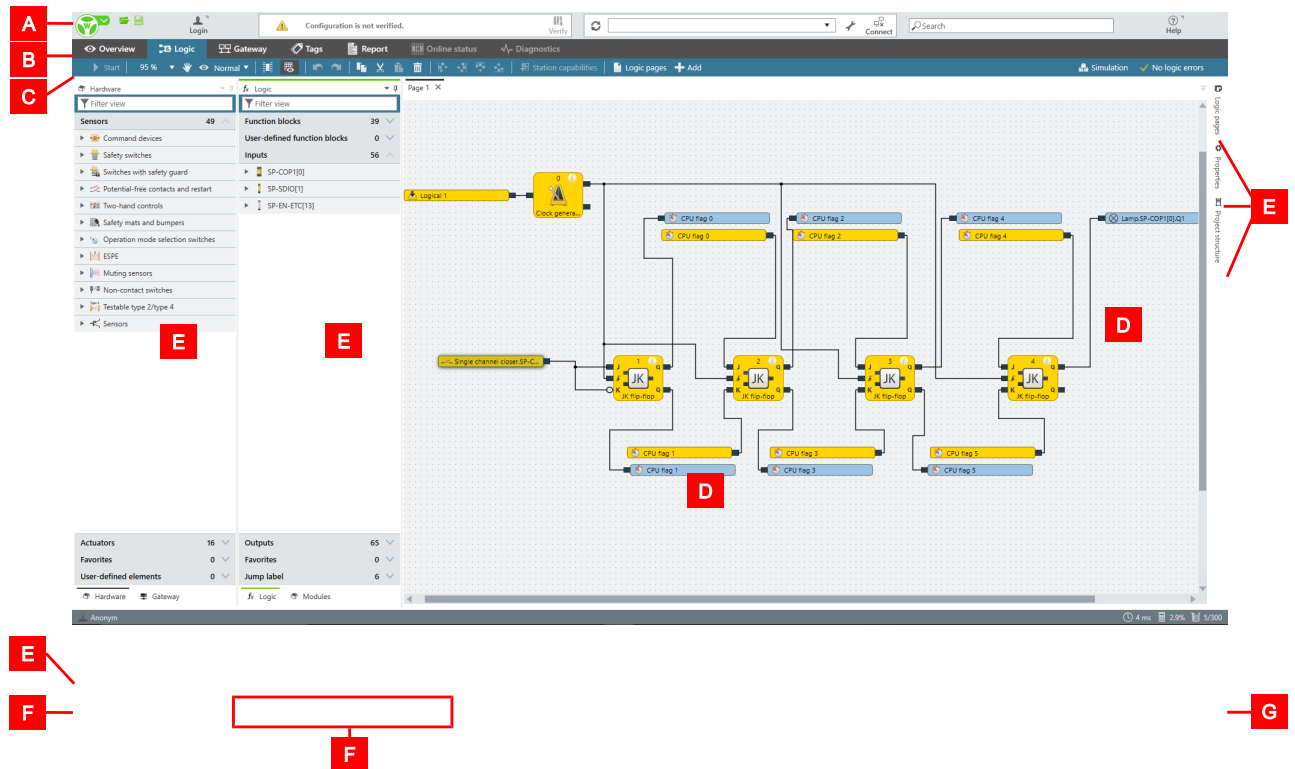 A
Login
Configuration is not verified.
Verify
Connect
Search
Help
B
Overview
Logic
Gateway
Tags
Report
Online status
Diagnostics
Start
95 %
Normal
Station capabilities
Logic pages
Add
Simulation
No logic errors
C
Hardware
Filter view
Sensors 49
Command devices
Safety switches
Switches with safety guard
Potential-free contacts and restart
Two-hand controls
Safety mats and bumpers
Operation mode selection switches
ESPE
Muting sensors
Non-contact switches
Testable type 2/type 4
Sensors
E
Actuators 16
Favorites 0
User-defined elements 0
Hardware
Gateway
Logic
Filter view
Function blocks 39
User-defined function blocks 0
Inputs 56
SP-COP1[0]
SP-SDIO[1]
SP-EN-ETC[13]
E
Outputs 65
Favorites 0
Jump label 6
Logic
Modules
Page 1
Logical 1
0
Clock genera...
CPU flag 0
CPU flag 2
CPU flag 4
Lamp.SP-COP1[0].Q1
CPU flag 0
CPU flag 2
CPU flag 4
D
Single channel closer.SP-C...
1
J Q
JK
K Q
JK flip-flop
2
J Q
JK
K Q
JK flip-flop
3
J Q
JK
K Q
JK flip-flop
4
J Q
JK
K Q
JK flip-flop
CPU flag 1
CPU flag 3
CPU flag 5
CPU flag 1
CPU flag 3
CPU flag 5
D
Logic pages
Properties
Project structure
E
Anonym
4 ms
2.9%
5/300
E
F
F
G